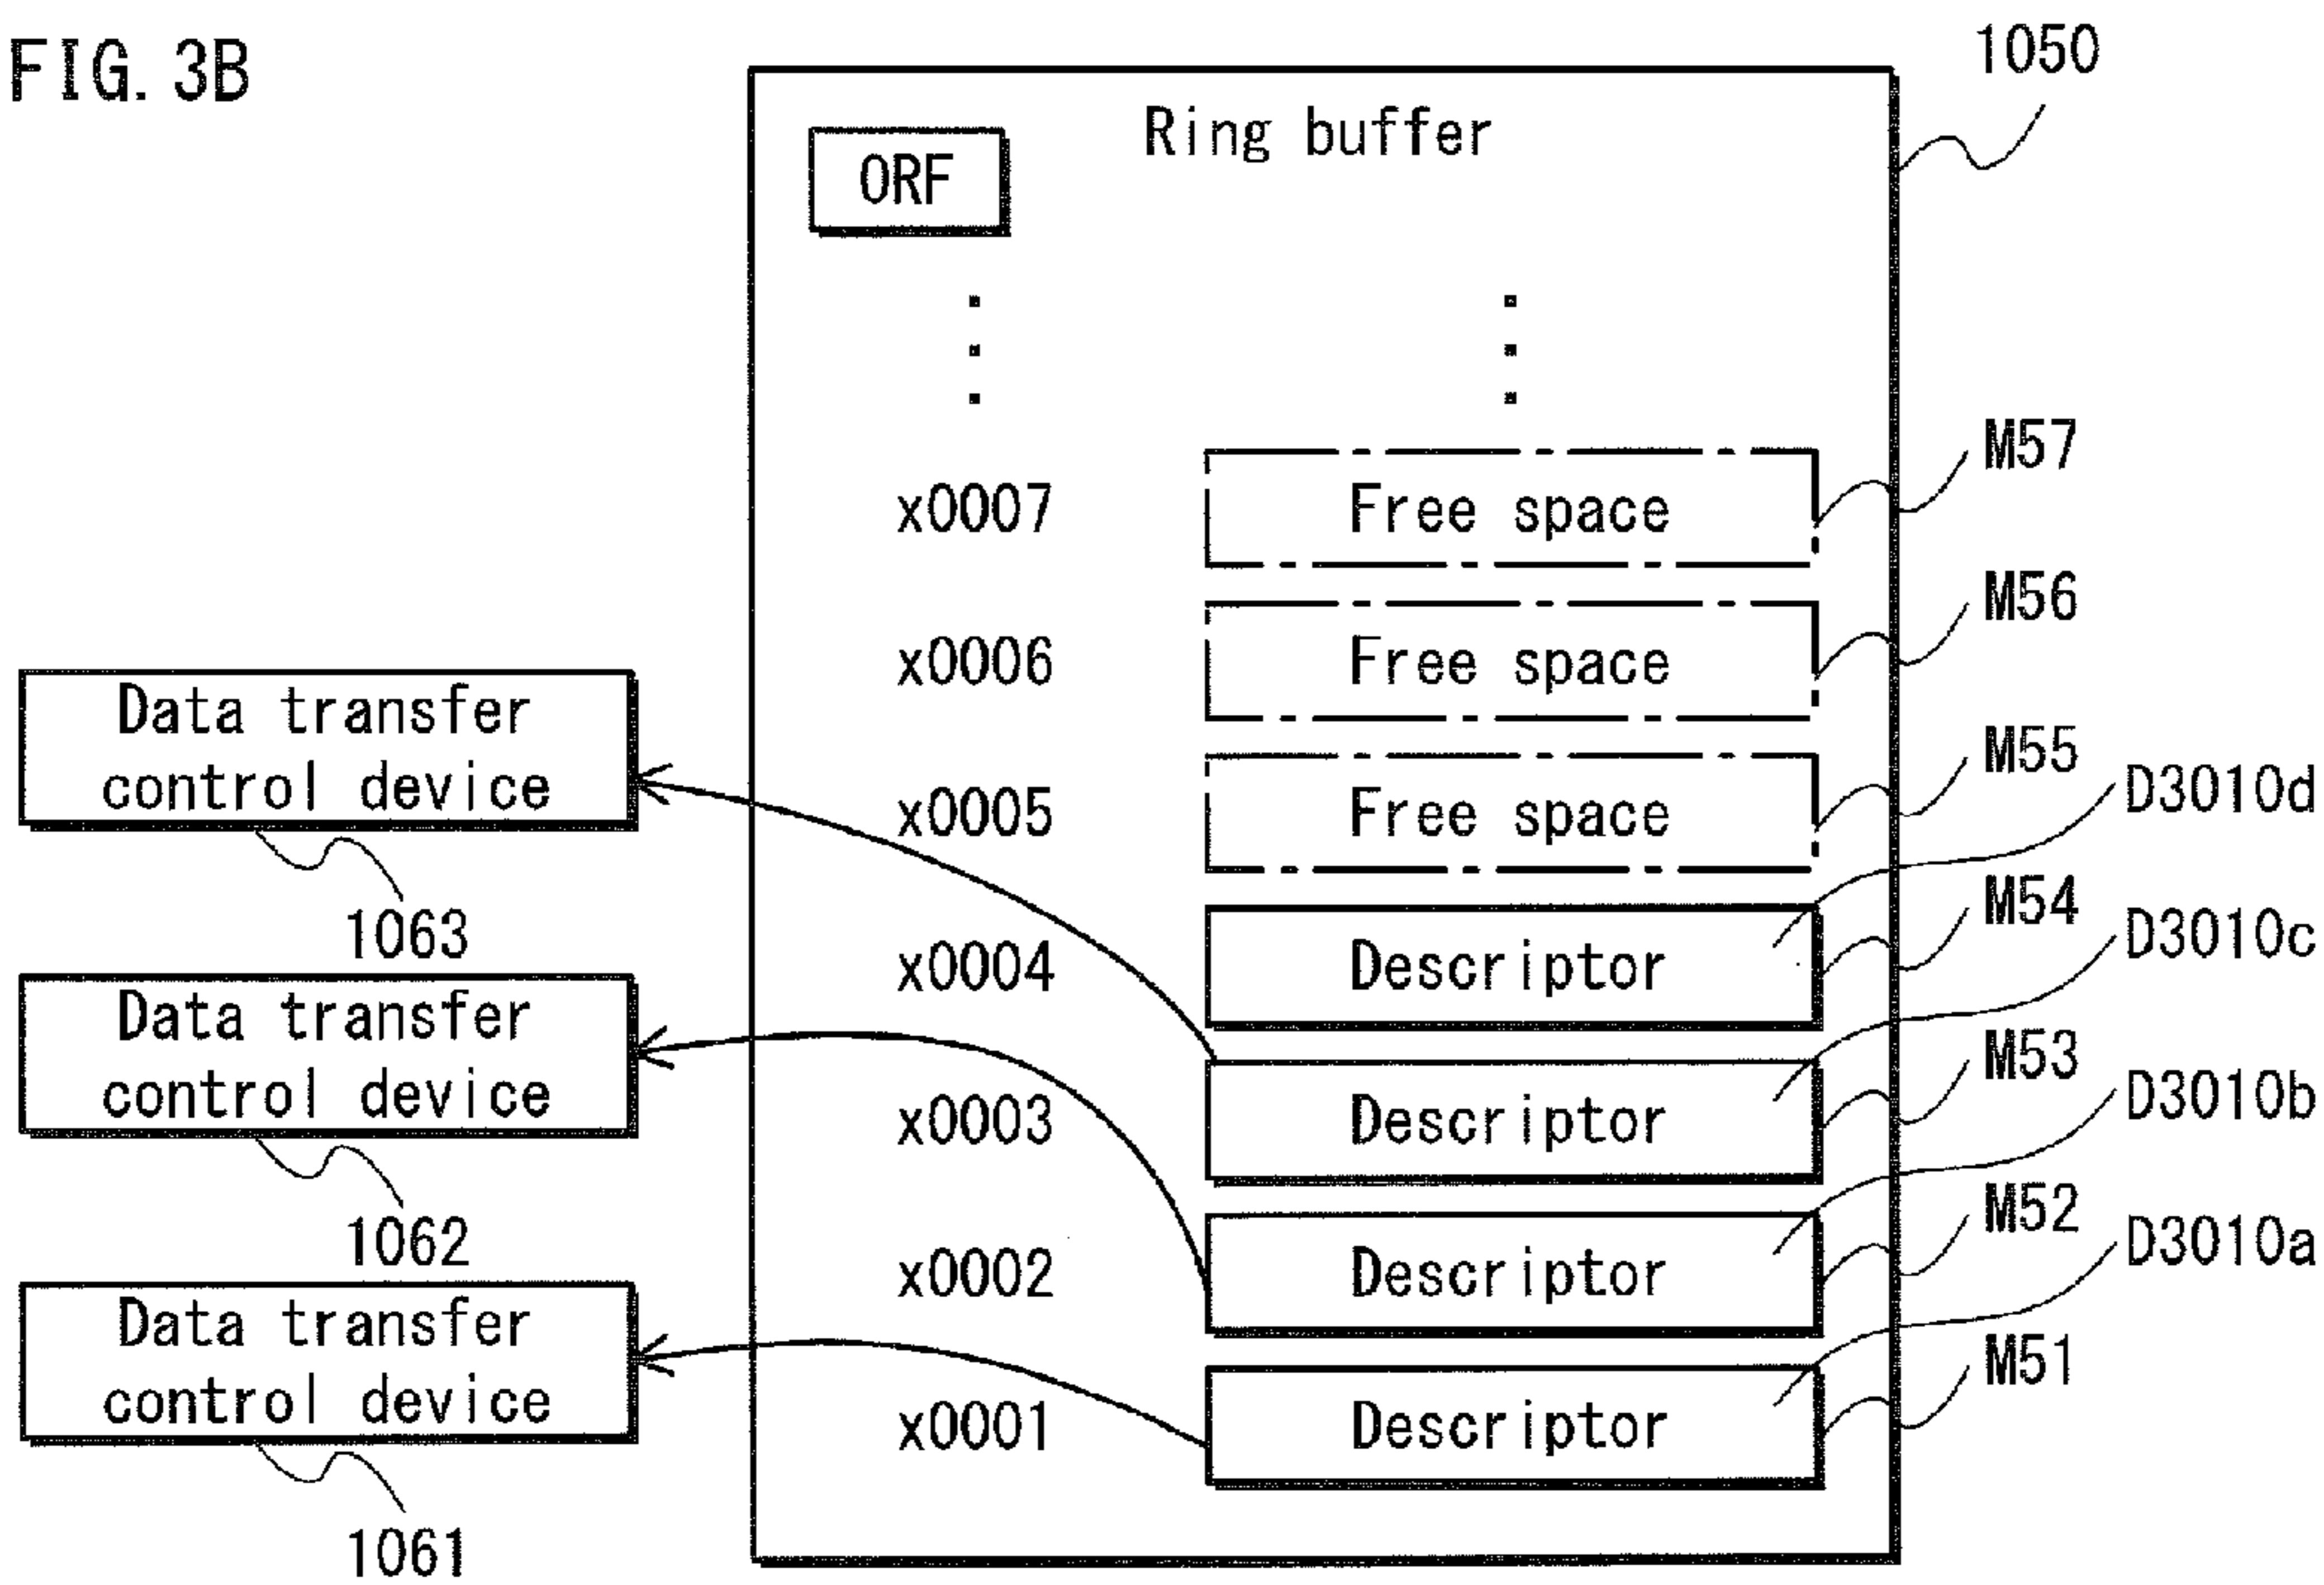 FIG. 3B
1050
Ring buffer
ORF
x0007
Free space
M57
x0006
Free space
M56
x0005
Free space
M55
D3010d
x0004
Descriptor
M54
D3010c
x0003
Descriptor
M53
D3010b
x0002
Descriptor
M52
D3010a
x0001
Descriptor
M51
Data transfer
control device
1063
Data transfer
control device
1062
Data transfer
control device
1061